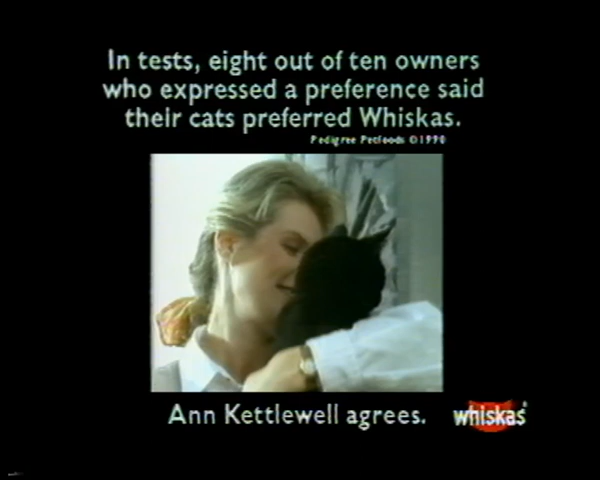 In tests, eight out of ten owners
who expressed a preference said
their cats preferred Whiskas.
Pedigree Petfoods ©1990
Ann Kettlewell agrees.
whiskas